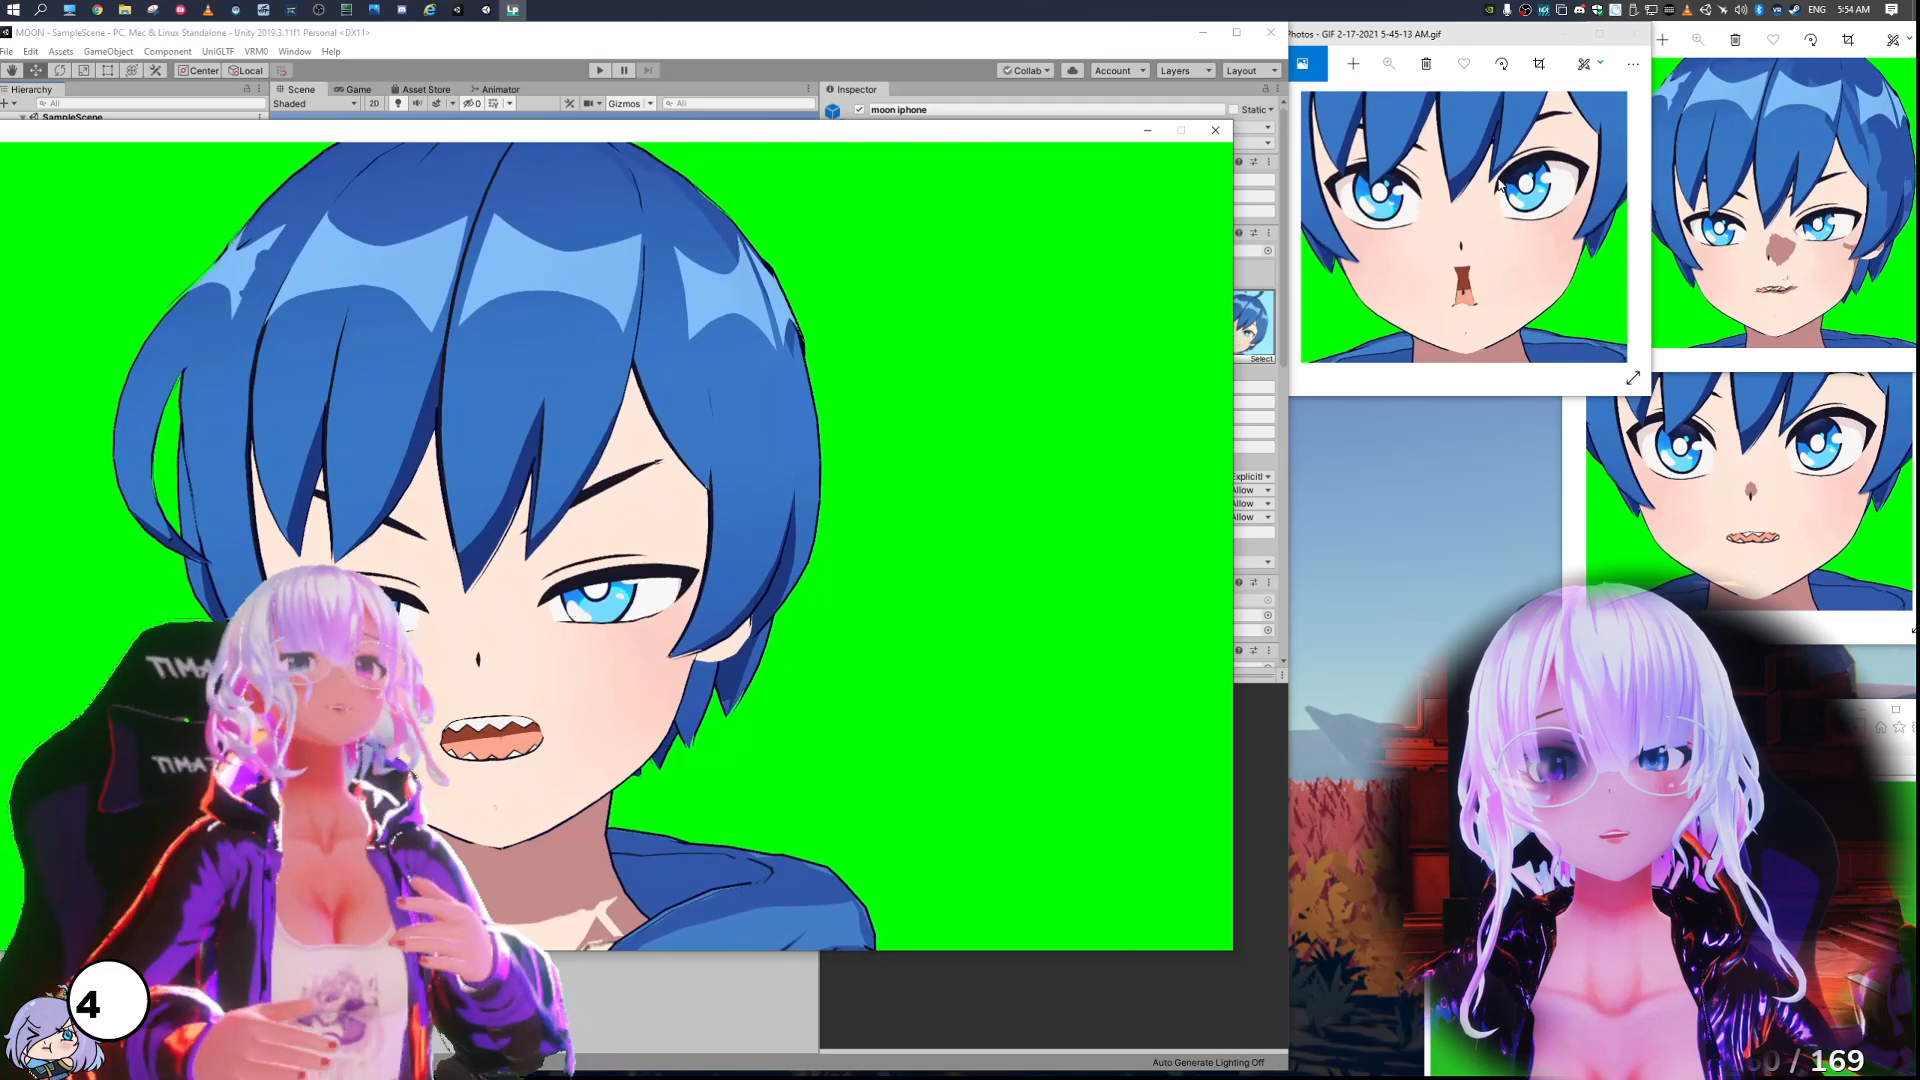 ENG 5:54 AM
MOON - SampleScene - PC, Mac & Linux Standalone - Unity 2019.3.11f1 Personal <DX11>
Photos - GIF 2-17-2021 5-45-13 AM.gif
File Edit Assets GameObject Component UniGLTF VRM0 Window Help
Center Local Collab Account Layers Layout
Hierarchy Scene Game Asset Store Animator Inspector
All Shaded 2D 0 Gizmos All moon iphone Static
SampleScene
Select
Explicit
Allow
Allow
Allow
4
Auto Generate Lighting Off
/ 169